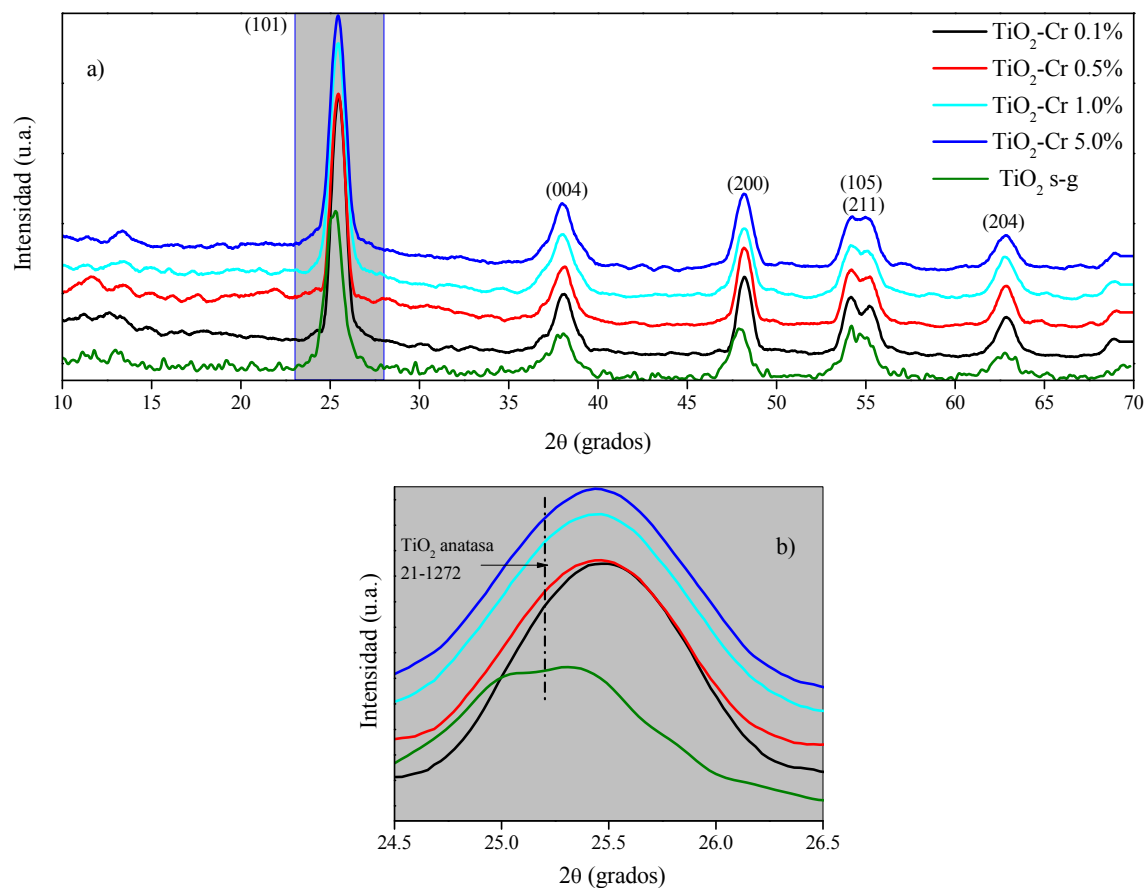 (101)
a)
TiO2-Cr 0.1%
TiO2-Cr 0.5%
TiO2-Cr 1.0%
TiO2-Cr 5.0%
TiO2 s-g
(004)
(200)
(105)
(211)
(204)
Intensidad (u.a.)
10 15 20 25 30 35 40 45 50 55 60 65 70
2θ (grados)
b)
TiO2 anatasa
21-1272
Intensidad (u.a.)
24.5 25.0 25.5 26.0 26.5
2θ (grados)